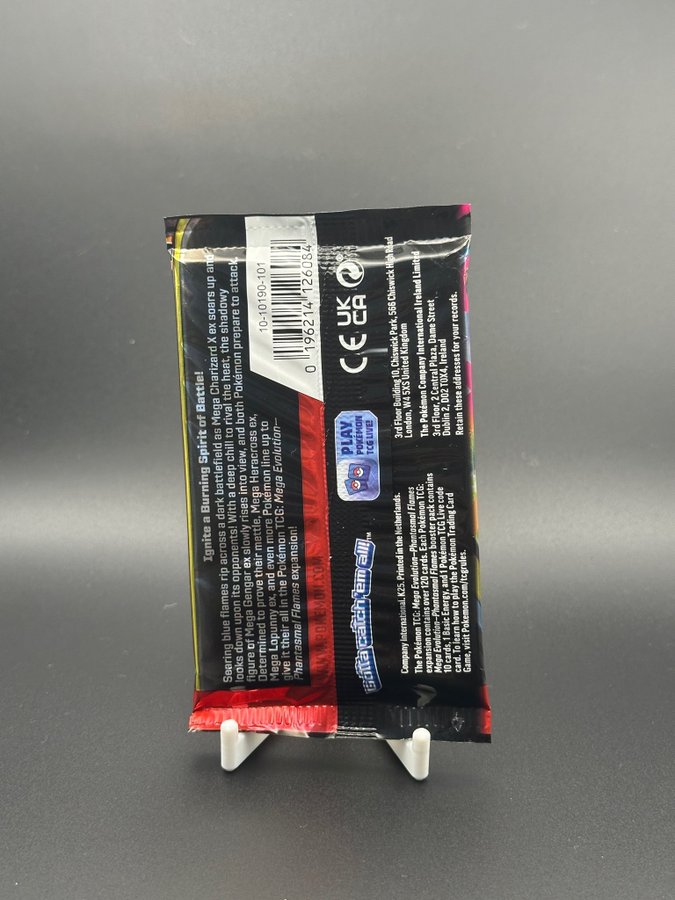 Ignite a Burning Spirit of Battle!
Searing blue flames rip across a dark battlefield as Mega Charizard X ex soars up and
looks down upon its opponents! With a deep chill to rival the heat, the shadowy
figure of Mega Gengar ex slowly rises into view, and both Pokémon prepare to attack.
Determined to prove their mettle, Mega Heracross ex,
Mega Lopunny ex, and even more Pokémon line up to
give it their all in the Pokémon TCG: Mega Evolution—
Phantasmal Flames expansion!
10-10190-101
0 196214 126084
CE UK CA
PLAY
POKÉMON
TCG LIVE!
Gotta catch 'em all!™
3rd Floor Building 10, Chiswick Park, 566 Chiswick High Road
London, W4 5XS United Kingdom
The Pokémon Company International Ireland Limited
3rd Floor, 2 Central Plaza, Dame Street
Dublin 2, D02 T0X4, Ireland
Retain these addresses for your records.
Company International. K25. Printed in the Netherlands.
The Pokémon TCG: Mega Evolution—Phantasmal Flames
expansion contains over 120 cards. Each Pokémon TCG:
Mega Evolution—Phantasmal Flames booster pack contains
10 cards, 1 Basic Energy, and 1 Pokémon TCG Live code
card. To learn how to play the Pokémon Trading Card
Game, visit Pokemon.com/tcgrules.